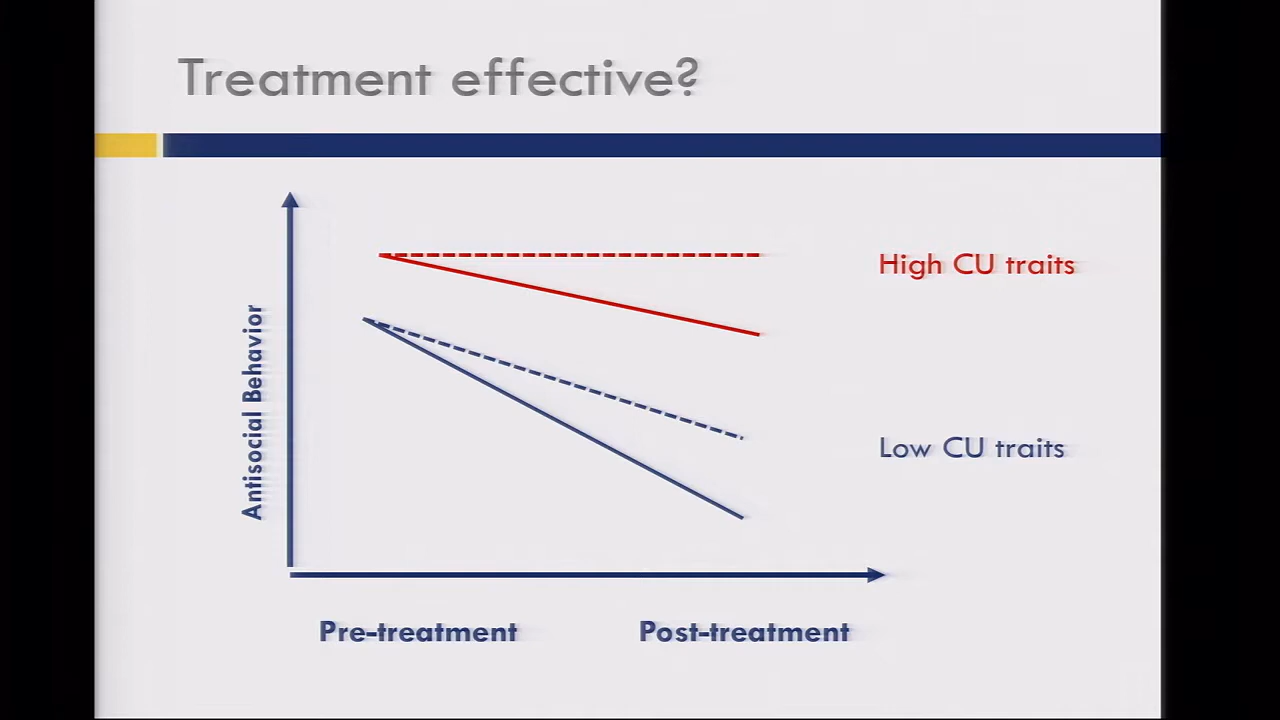 Treatment effective?
High CU traits
Antisocial Behavior
Low CU traits
Pre-treatment
Post-treatment